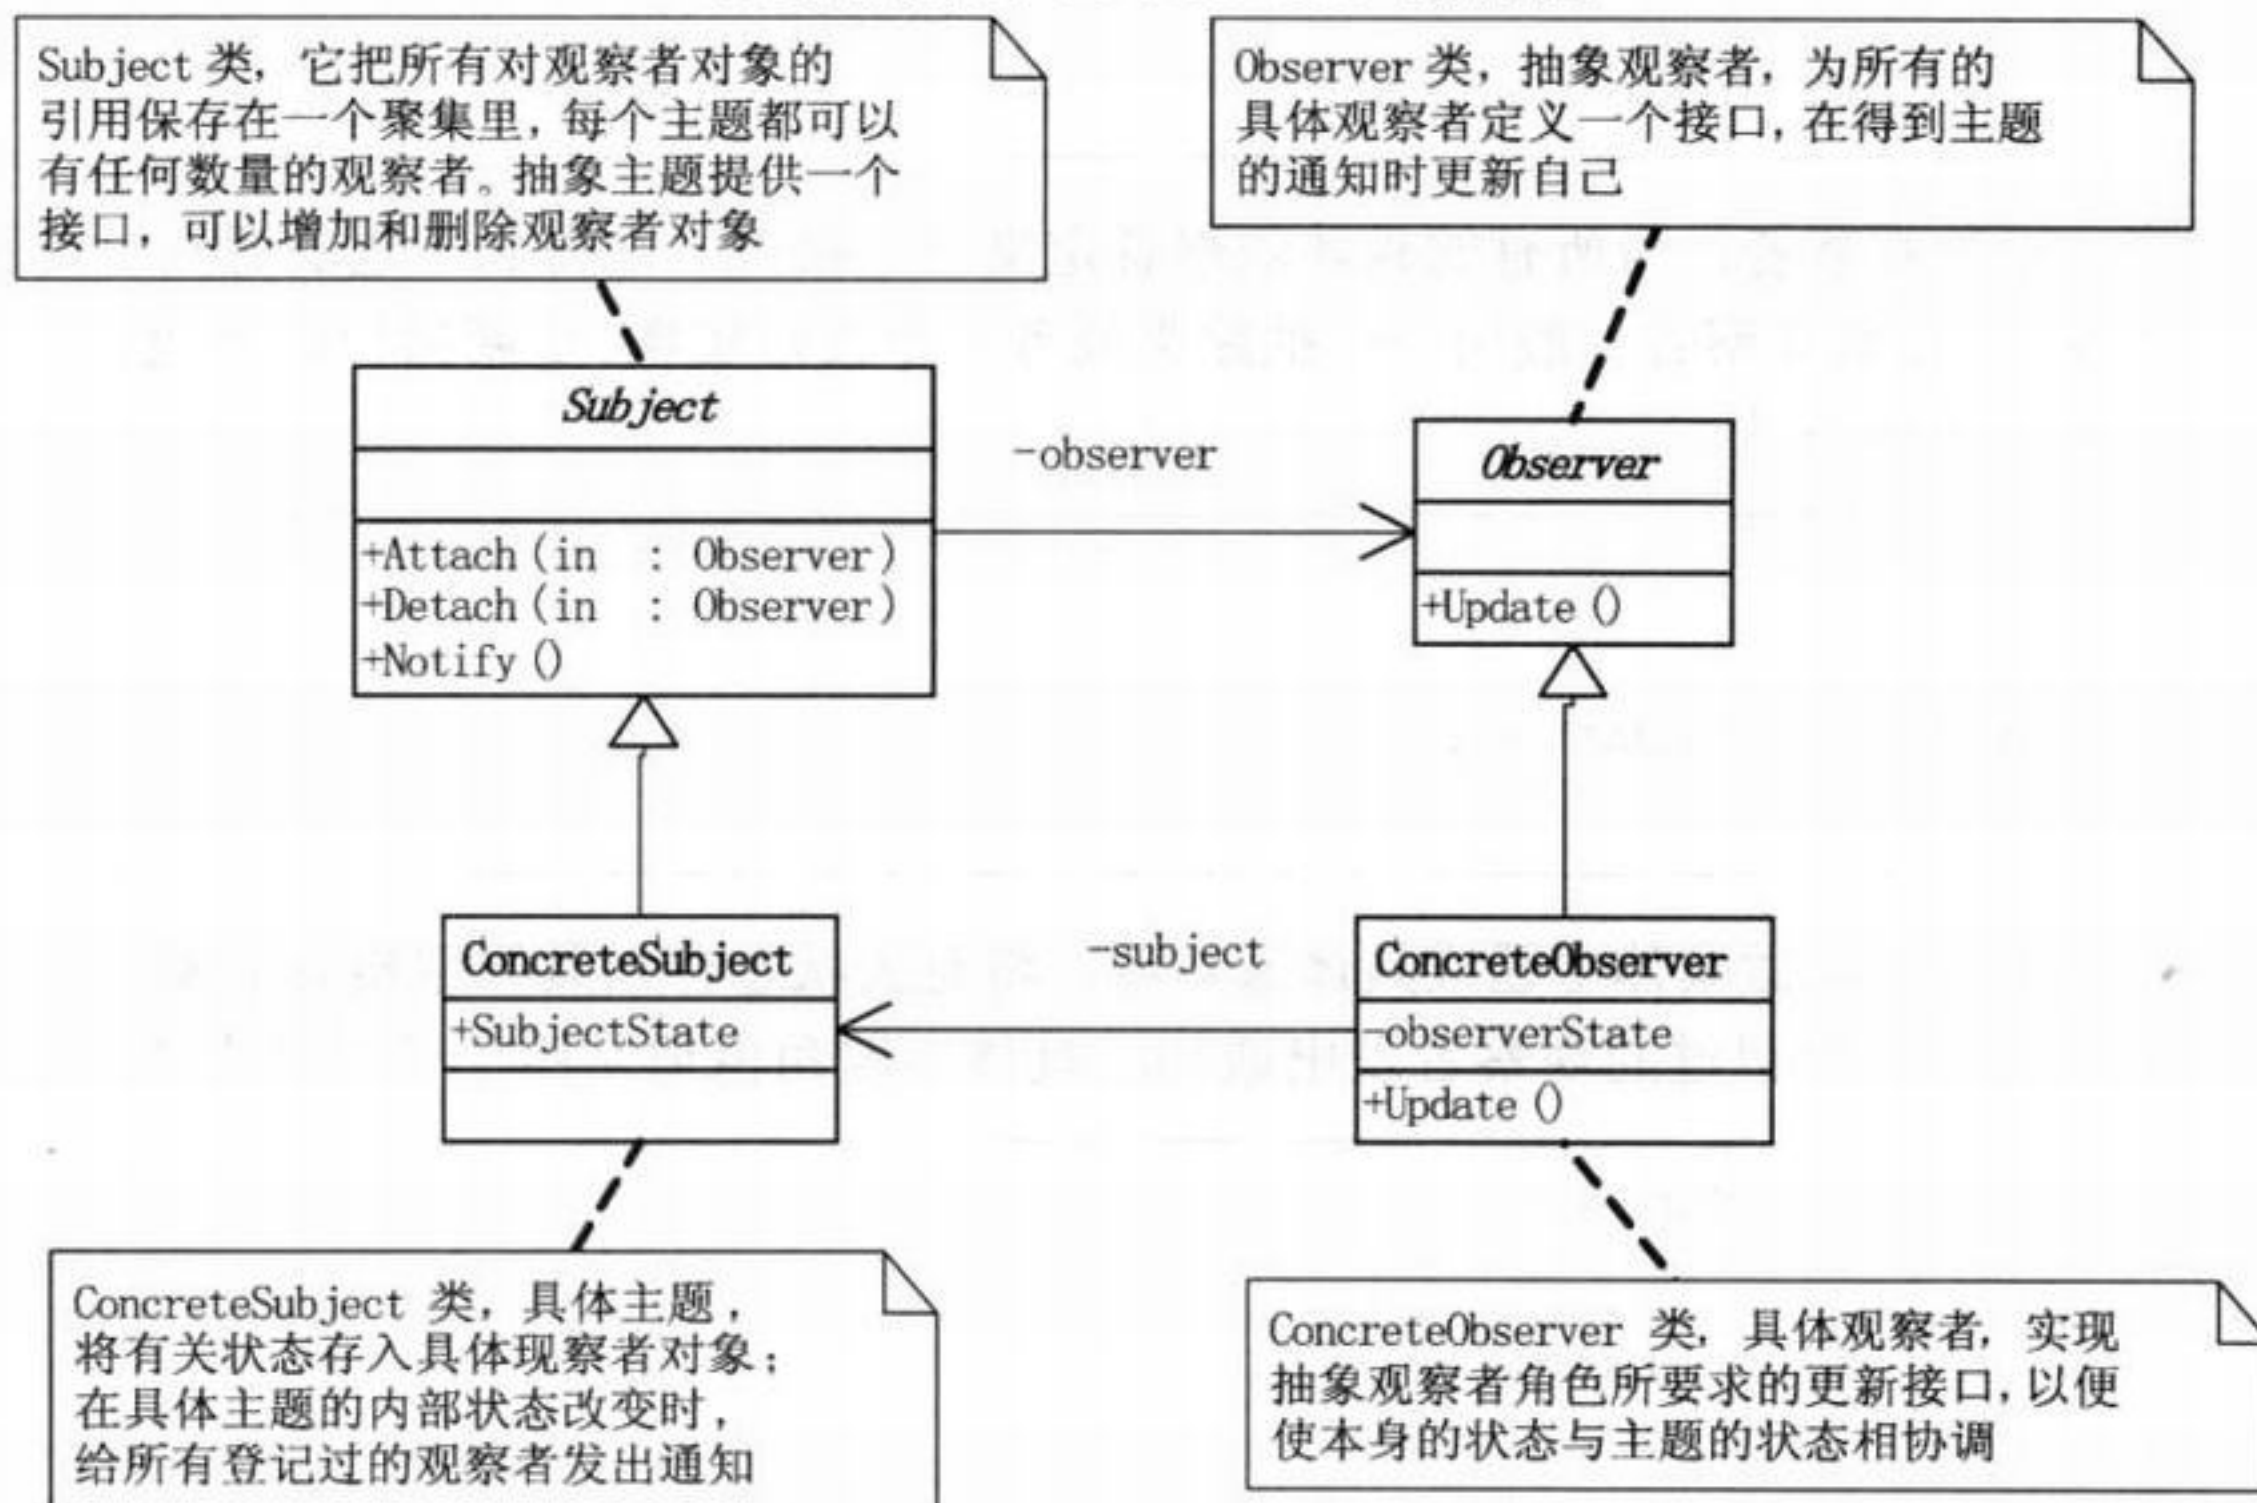 Subject 类，它把所有对观察者对象的
引用保存在一个聚集里，每个主题都可以
有任何数量的观察者。抽象主题提供一个
接口，可以增加和删除观察者对象
Observer 类，抽象观察者，为所有的
具体观察者定义一个接口，在得到主题
的通知时更新自己
Subject
+Attach(in : Observer)
+Detach(in : Observer)
+Notify()
-observer
Observer
+Update()
ConcreteSubject
+SubjectState
-subject
ConcreteObserver
-observerState
+Update()
ConcreteSubject 类，具体主题，
将有关状态存入具体现察者对象；
在具体主题的内部状态改变时，
给所有登记过的观察者发出通知
ConcreteObserver 类，具体观察者，实现
抽象观察者角色所要求的更新接口，以便
使本身的状态与主题的状态相协调